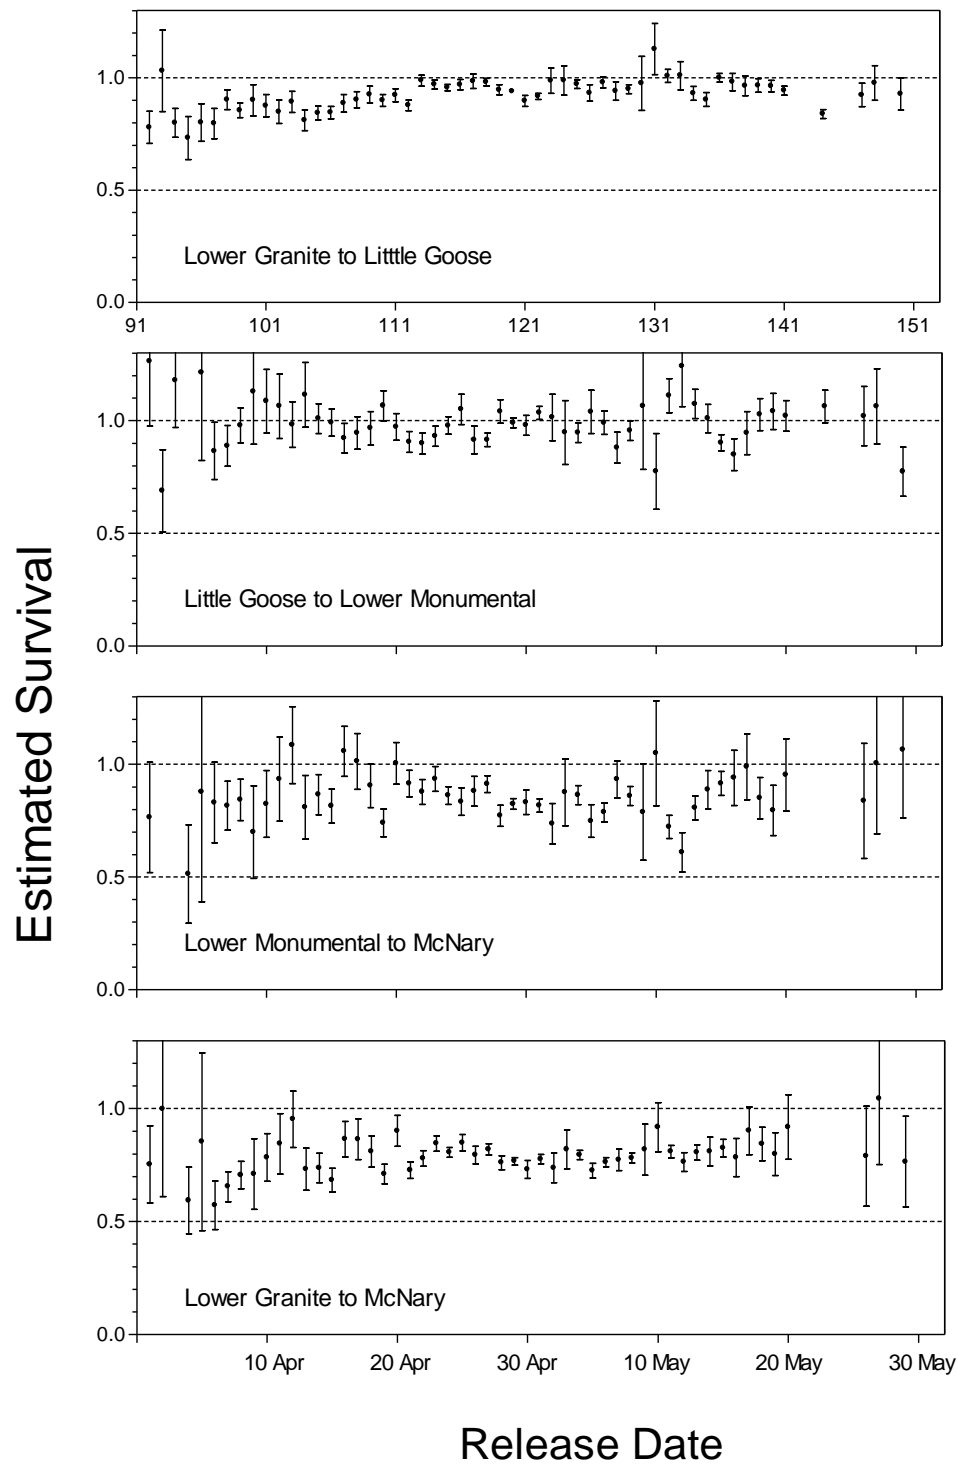 1.0
0.5
Lower Granite to Litttle Goose
0.0
91 101 111 121 131 141 151
1.0
0.5
Little Goose to Lower Monumental
0.0
Estimated Survival
1.0
0.5
Lower Monumental to McNary
0.0
1.0
0.5
Lower Granite to McNary
0.0
10 Apr 20 Apr 30 Apr 10 May 20 May 30 May
Release Date